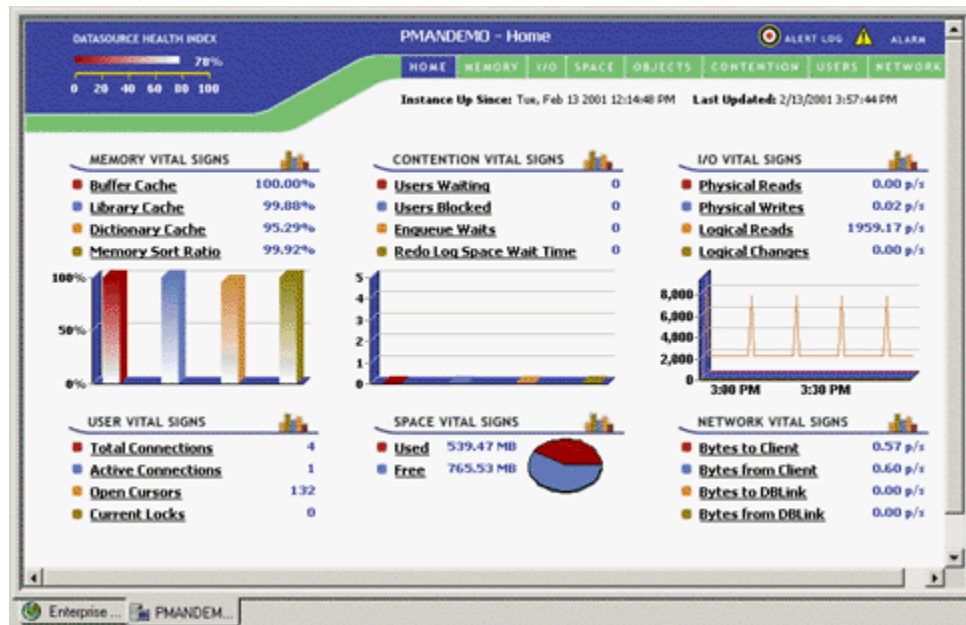 DATASOURCE HEALTH INDEX
78%
0 20 40 60 80 100
PMANDEMO - Home
ALERT LOG ALARM
HOME MEMORY I/O SPACE OBJECTS CONTENTION USERS NETWORK
Instance Up Since: Tue, Feb 13 2001 12:14:48 PM Last Updated: 2/13/2001 3:57:44 PM
MEMORY VITAL SIGNS
Buffer Cache 100.00%
Library Cache 99.88%
Dictionary Cache 95.29%
Memory Sort Ratio 99.92%
100%
50%
0%
CONTENTION VITAL SIGNS
Users Waiting 0
Users Blocked 0
Enqueue Waits 0
Redo Log Space Wait Time 0
5
4
3
2
1
0
I/O VITAL SIGNS
Physical Reads 0.00 p/s
Physical Writes 0.02 p/s
Logical Reads 1959.17 p/s
Logical Changes 0.00 p/s
8,000
6,000
4,000
2,000
0
3:00 PM 3:30 PM
USER VITAL SIGNS
Total Connections 4
Active Connections 1
Open Cursors 132
Current Locks 0
SPACE VITAL SIGNS
Used 539.47 MB
Free 765.53 MB
NETWORK VITAL SIGNS
Bytes to Client 0.57 p/s
Bytes from Client 0.60 p/s
Bytes to DBLink 0.00 p/s
Bytes from DBLink 0.00 p/s
Enterprise ... PMANDEM...